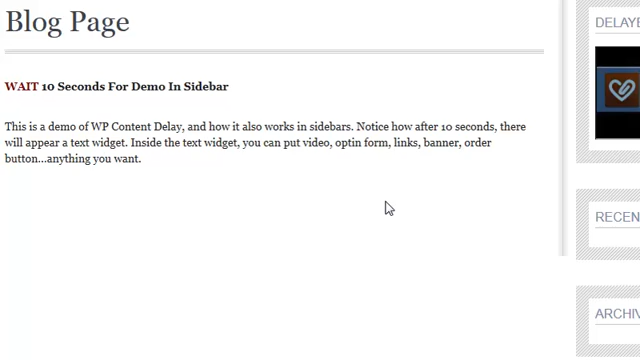 Blog Page
WAIT 10 Seconds For Demo In Sidebar
This is a demo of WP Content Delay, and how it also works in sidebars. Notice how after 10 seconds, there
will appear a text widget. Inside the text widget, you can put video, optin form, links, banner, order
button...anything you want.
DELAYE
RECEN
ARCHIV